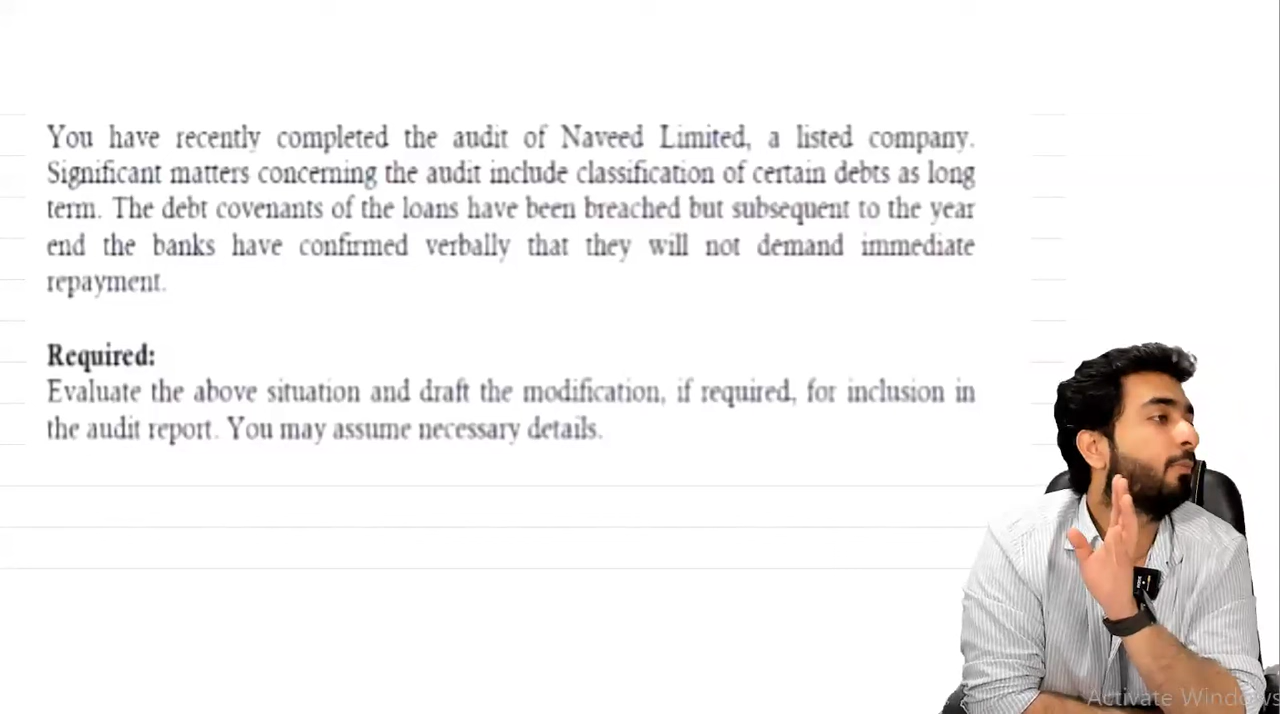 You have recently completed the audit of Naveed Limited, a listed company.
Significant matters concerning the audit include classification of certain debts as long
term. The debt covenants of the loans have been breached but subsequent to the year
end the banks have confirmed verbally that they will not demand immediate
repayment.
Required:
Evaluate the above situation and draft the modification, if required, for inclusion in
the audit report. You may assume necessary details.
Activate Windows